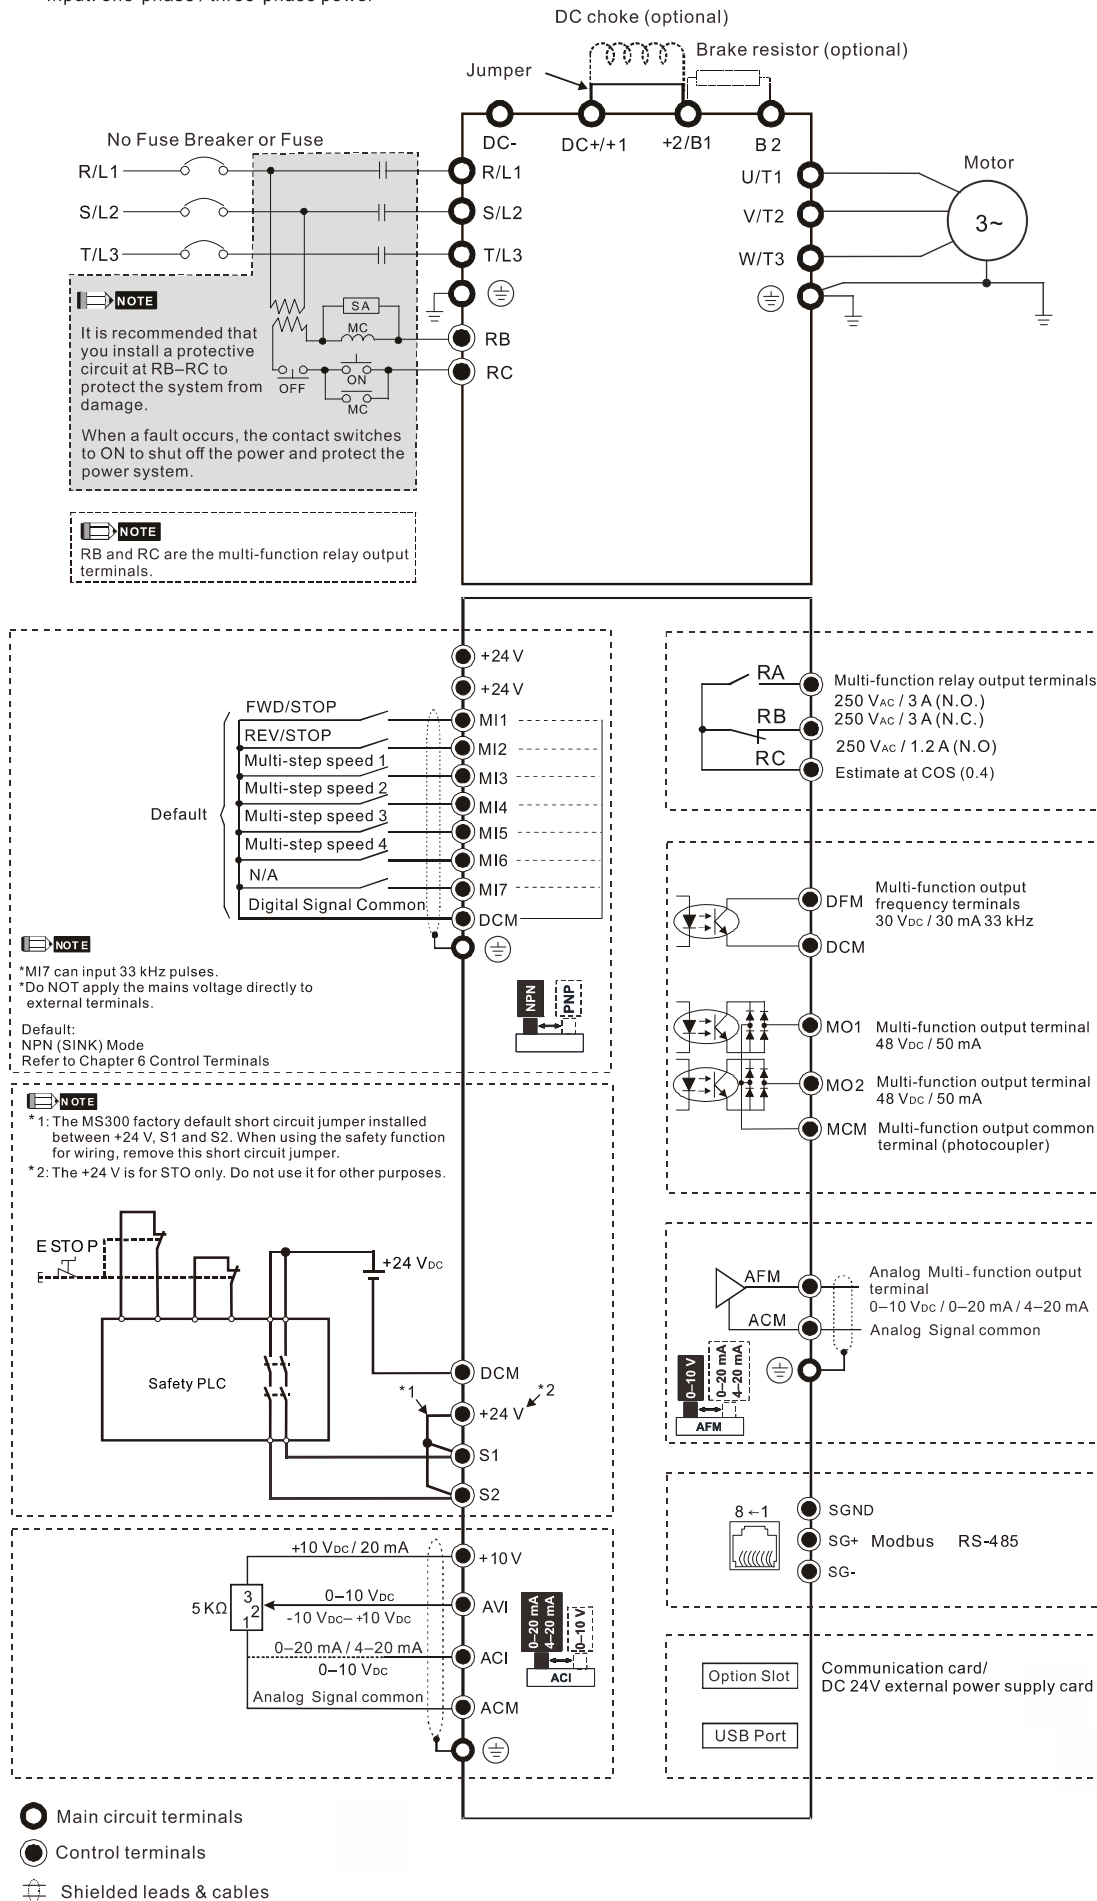 DC choke (optional)
Brake resistor (optional)
Jumper
DC-
DC+/+1
+2/B1
B2
No Fuse Breaker or Fuse
R/L1
R/L1
S/L2
S/L2
T/L3
T/L3
U/T1
V/T2
W/T3
Motor
3~
NOTE
It is recommended that
you install a protective
circuit at RB–RC to
protect the system from
damage.
When a fault occurs, the contact switches
to ON to shut off the power and protect the
power system.
SA
MC
RB
OFF
ON
MC
RC
NOTE
RB and RC are the multi-function relay output
terminals.
+24 V
+24 V
Default
FWD/STOP
MI1
REV/STOP
MI2
Multi-step speed 1
MI3
Multi-step speed 2
MI4
Multi-step speed 3
MI5
Multi-step speed 4
MI6
N/A
MI7
Digital Signal Common
DCM
NOTE
*MI7 can input 33 kHz pulses.
*Do NOT apply the mains voltage directly to
external terminals.
Default:
NPN (SINK) Mode
Refer to Chapter 6 Control Terminals
NPN
PNP
NOTE
*1: The MS300 factory default short circuit jumper installed
between +24 V, S1 and S2. When using the safety function
for wiring, remove this short circuit jumper.
*2: The +24 V is for STO only. Do not use it for other purposes.
E STOP
+24 VDC
Safety PLC
DCM
*1
*2
+24 V
S1
S2
+10 VDC / 20 mA
+10 V
5 KΩ
3
2
1
0–10 VDC
-10 VDC– +10 VDC
AVI
0–20 mA / 4–20 mA
0–10 VDC
ACI
Analog Signal common
ACM
0–20 mA
4–20 mA
0–10 V
ACI
RA
RB
RC
Multi-function relay output terminals
250 VAC / 3 A (N.O.)
250 VAC / 3 A (N.C.)
250 VAC / 1.2 A (N.O)
Estimate at COS (0.4)
DFM
Multi-function output
frequency terminals
30 VDC / 30 mA 33 kHz
DCM
MO1
Multi-function output terminal
48 VDC / 50 mA
MO2
Multi-function output terminal
48 VDC / 50 mA
MCM
Multi-function output common
terminal (photocoupler)
AFM
Analog Multi-function output
terminal
0–10 VDC / 0–20 mA / 4–20 mA
ACM
Analog Signal common
0–10 V
0–20 mA
4–20 mA
AFM
8←1
SGND
SG+
Modbus RS-485
SG-
Option Slot
Communication card/
DC 24V external power supply card
USB Port
Main circuit terminals
Control terminals
Shielded leads & cables